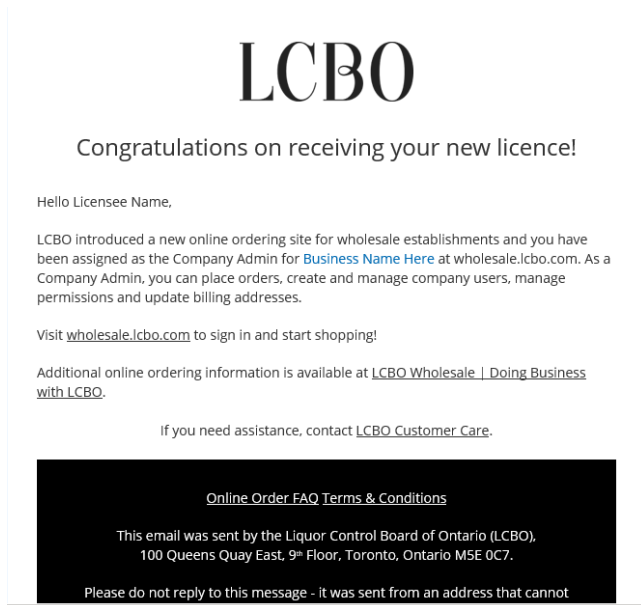 LCBO
Congratulations on receiving your new licence!
Hello Licensee Name,
LCBO introduced a new online ordering site for wholesale establishments and you have
been assigned as the Company Admin for Business Name Here at wholesale.lcbo.com. As a
Company Admin, you can place orders, create and manage company users, manage
permissions and update billing addresses.
Visit wholesale.lcbo.com to sign in and start shopping!
Additional online ordering information is available at LCBO Wholesale | Doing Business
with LCBO.
If you need assistance, contact LCBO Customer Care.
Online Order FAQ Terms & Conditions
This email was sent by the Liquor Control Board of Ontario (LCBO),
100 Queens Quay East, 9th Floor, Toronto, Ontario M5E 0C7.
Please do not reply to this message - it was sent from an address that cannot